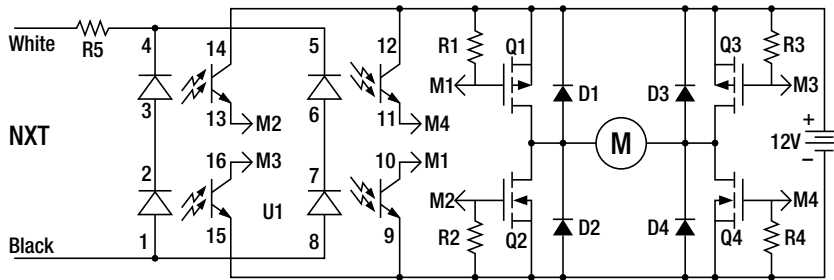 White
R5
4
14
5
12
R1
Q1
Q3
R3
3
13
M2
6
11
M4
M1
D1
D3
M3
NXT
M
12V
+
−
2
16
M3
7
10
M1
M2
M4
U1
1
15
8
9
R2
Q2
D2
D4
Q4
R4
Black